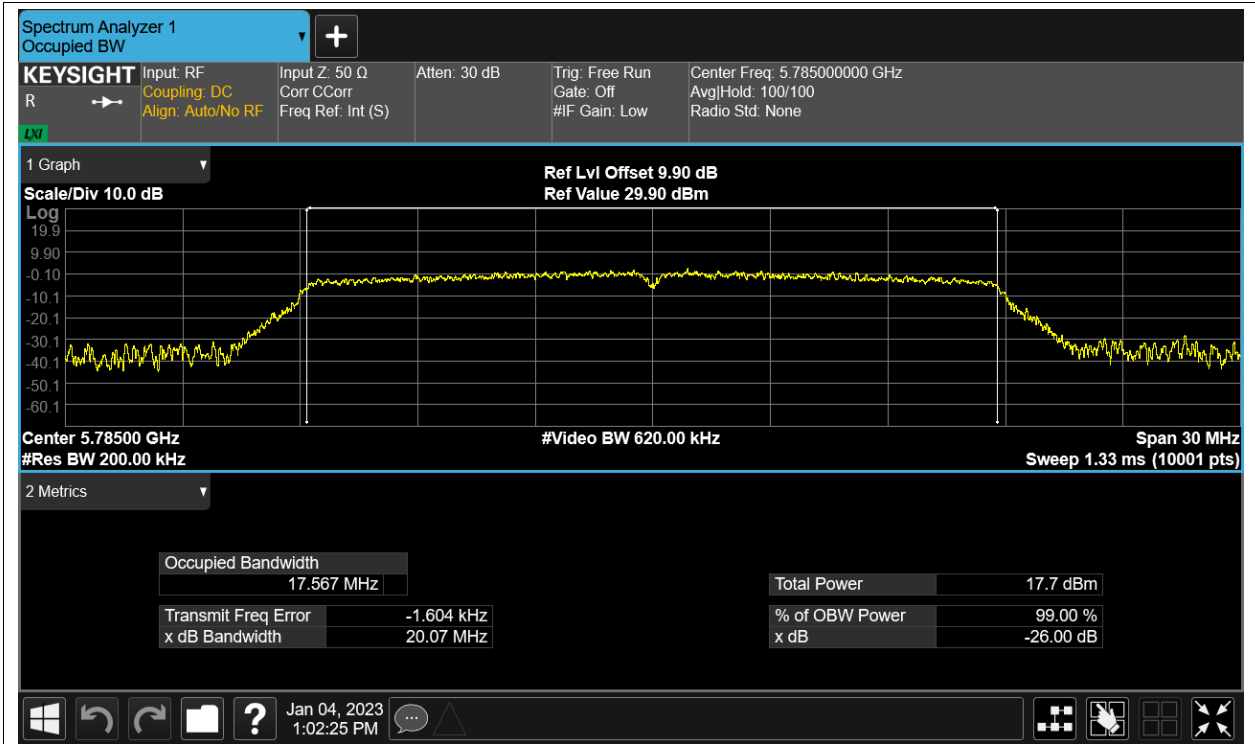 Spectrum Analyzer 1
Occupied BW
KEYSIGHT
R
LXI
Input: RF
Coupling: DC
Align: Auto/No RF
Input Z: 50 Ω
Corr CCorr
Freq Ref: Int (S)
Atten: 30 dB
Trig: Free Run
Gate: Off
#IF Gain: Low
Center Freq: 5.785000000 GHz
Avg|Hold: 100/100
Radio Std: None
1 Graph
Scale/Div 10.0 dB
Ref Lvl Offset 9.90 dB
Ref Value 29.90 dBm
Log
19.9
9.90
-0.10
-10.1
-20.1
-30.1
-40.1
-50.1
-60.1
Center 5.78500 GHz
#Res BW 200.00 kHz
#Video BW 620.00 kHz
Span 30 MHz
Sweep 1.33 ms (10001 pts)
2 Metrics
Occupied Bandwidth
17.567 MHz
Transmit Freq Error -1.604 kHz
x dB Bandwidth 20.07 MHz
Total Power 17.7 dBm
% of OBW Power 99.00 %
x dB -26.00 dB
?
Jan 04, 2023
1:02:25 PM